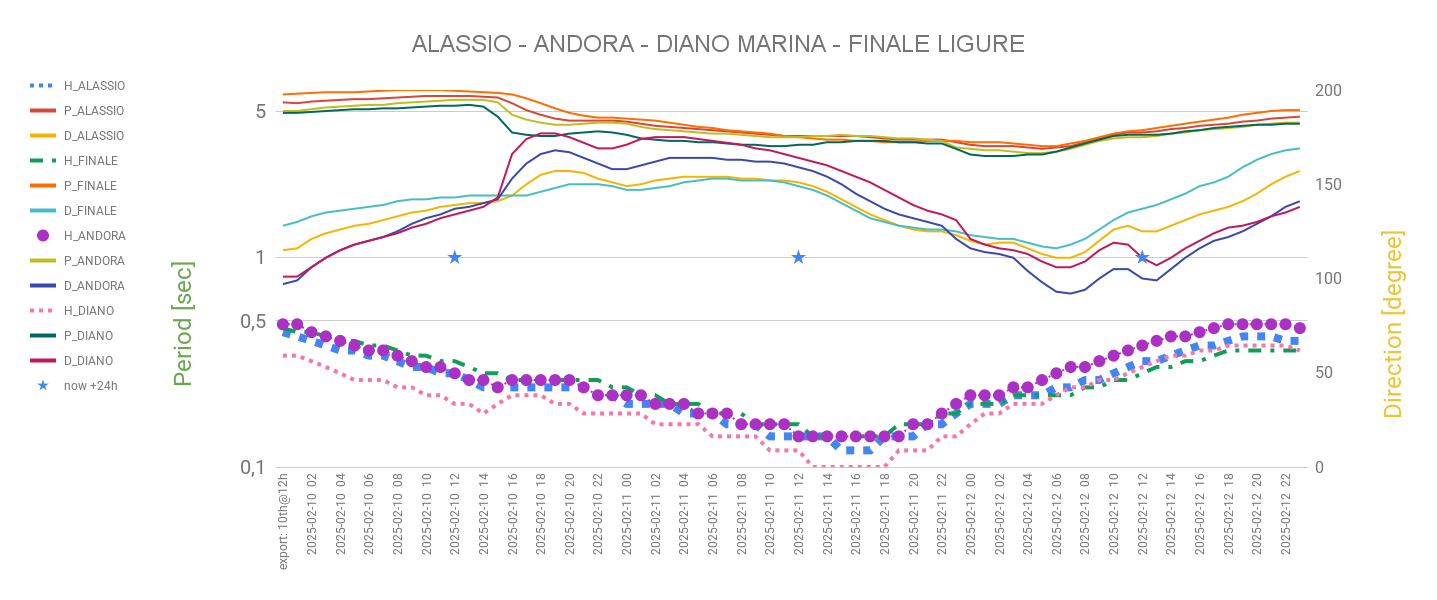 ALASSIO - ANDORA - DIANO MARINA - FINALE LIGURE
H_ALASSIO
P_ALASSIO
D_ALASSIO
H_FINALE
P_FINALE
D_FINALE
H_ANDORA
P_ANDORA
D_ANDORA
H_DIANO
P_DIANO
D_DIANO
now +24h
Period [sec]
5
1
0,5
0,1
200
150
100
50
0
Direction [degree]
export: 10th@12h
2025-02-10 02
2025-02-10 04
2025-02-10 06
2025-02-10 08
2025-02-10 10
2025-02-10 12
2025-02-10 14
2025-02-10 16
2025-02-10 18
2025-02-10 20
2025-02-10 22
2025-02-11 00
2025-02-11 02
2025-02-11 04
2025-02-11 06
2025-02-11 08
2025-02-11 10
2025-02-11 12
2025-02-11 14
2025-02-11 16
2025-02-11 18
2025-02-11 20
2025-02-11 22
2025-02-12 00
2025-02-12 02
2025-02-12 04
2025-02-12 06
2025-02-12 08
2025-02-12 10
2025-02-12 12
2025-02-12 14
2025-02-12 16
2025-02-12 18
2025-02-12 20
2025-02-12 22